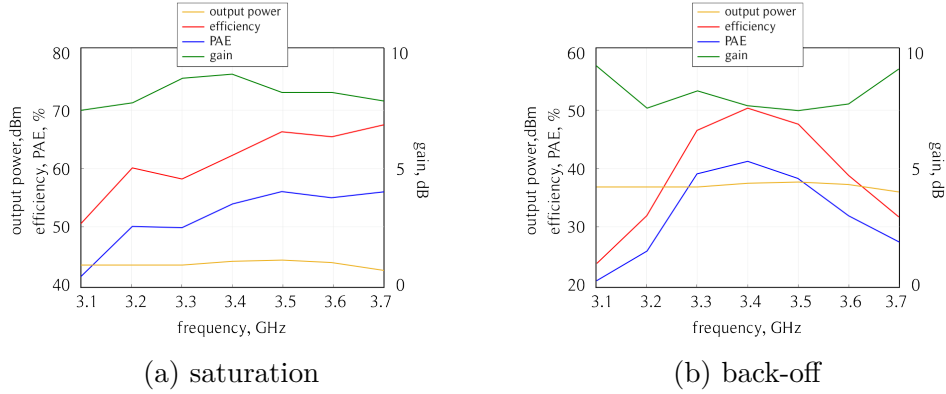 output power
efficiency
PAE
gain
80
70
60
50
40
10
5
0
output power,dBm
efficiency, PAE, %
gain, dB
3.1 3.2 3.3 3.4 3.5 3.6 3.7
frequency, GHz
(a) saturation
output power
efficiency
PAE
gain
60
50
40
30
20
10
5
0
output power, dBm
efficiency, PAE, %
gain, dB
3.1 3.2 3.3 3.4 3.5 3.6 3.7
frequency, GHz
(b) back-off